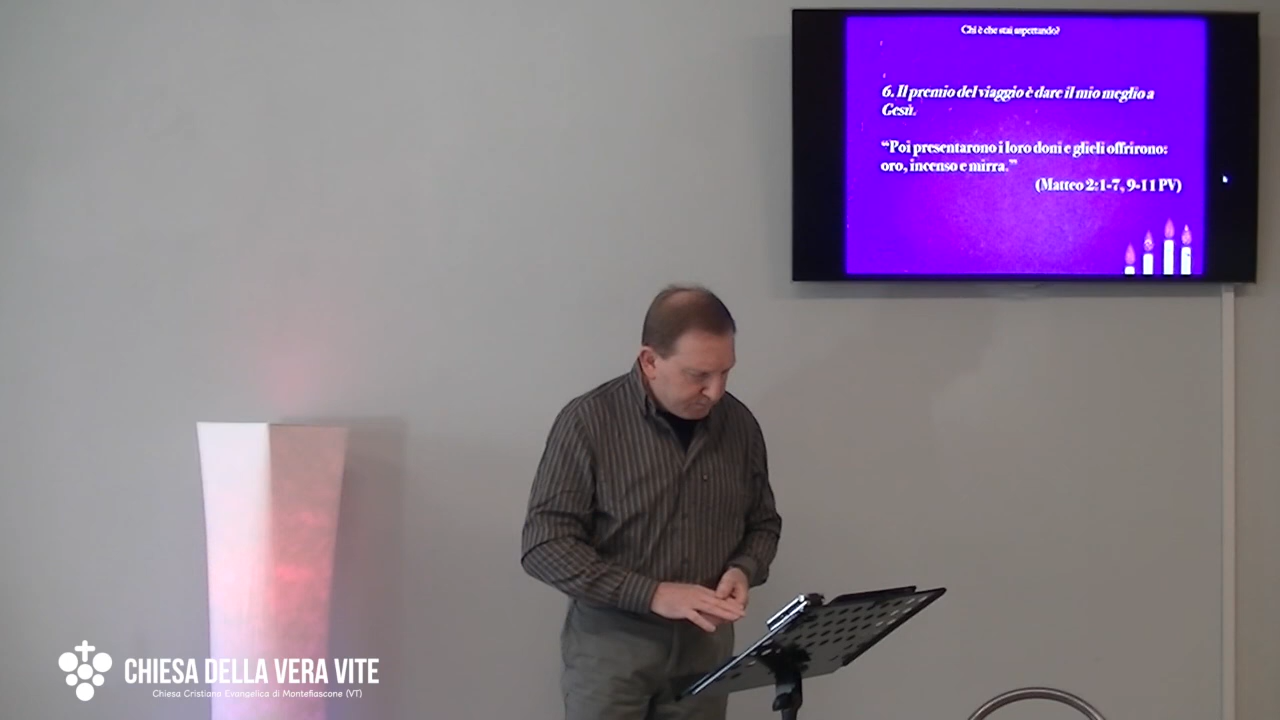 Chi è che stai aspettando?
6. Il premio del viaggio è dare il mio meglio a
Gesù.
“Poi presentarono i loro doni e glieli offrirono:
oro, incenso e mirra.”
(Matteo 2:1-7, 9-11 PV)
CHIESA DELLA VERA VITE
Chiesa Cristiana Evangelica di Montefiascone (VT)